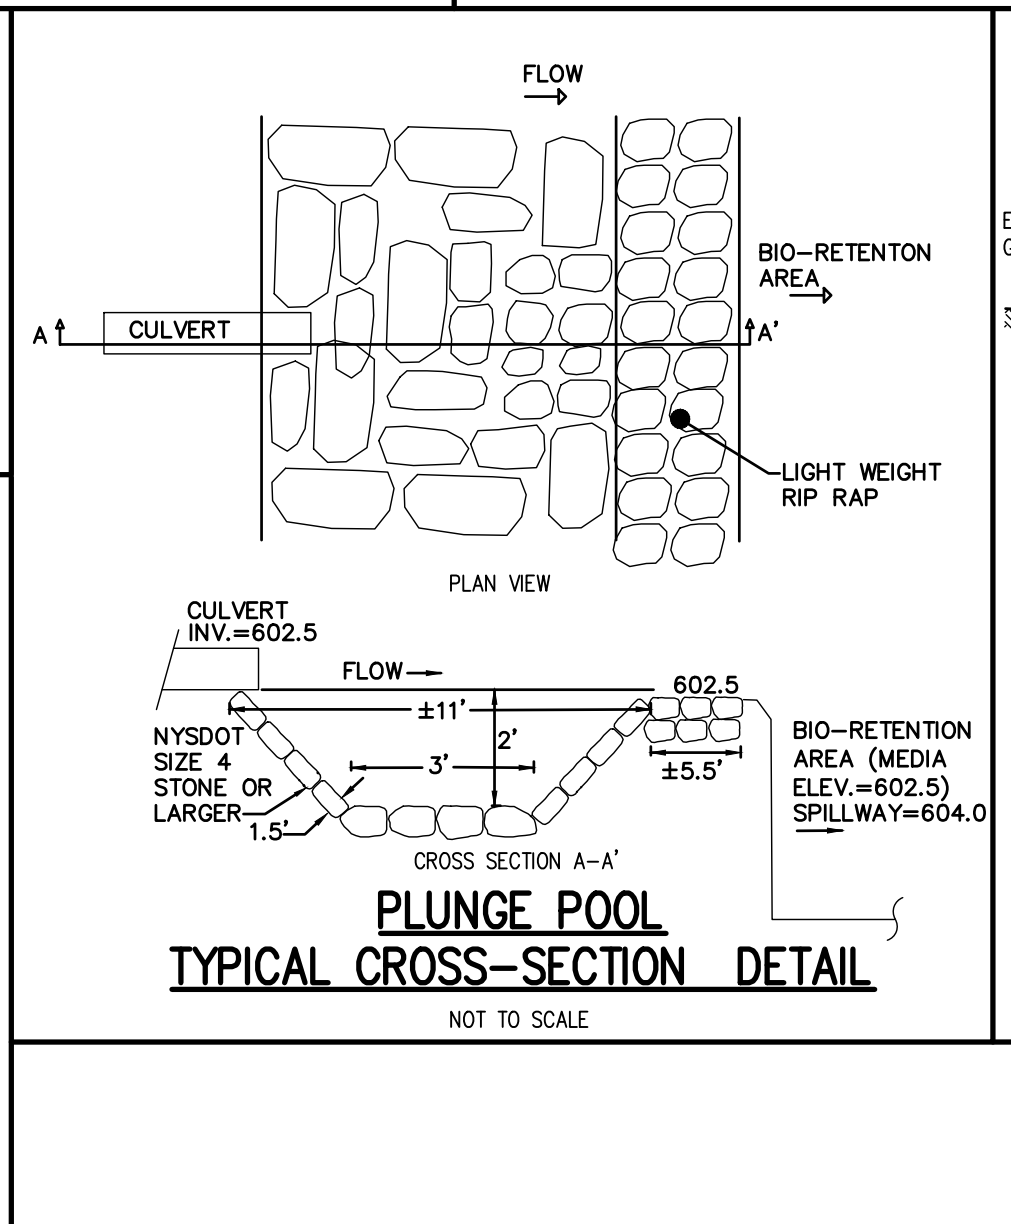 FLOW
BIO-RETENTON
AREA
A
CULVERT
A'
LIGHT WEIGHT
RIP RAP
PLAN VIEW
CULVERT
INV.=602.5
FLOW
602.5
±11'
NYSDOT
SIZE 4
STONE OR
LARGER
2'
3'
±5.5'
1.5'
BIO-RETENTION
AREA (MEDIA
ELEV.=602.5)
SPILLWAY=604.0
CROSS SECTION A-A'
PLUNGE POOL
TYPICAL CROSS-SECTION DETAIL
NOT TO SCALE